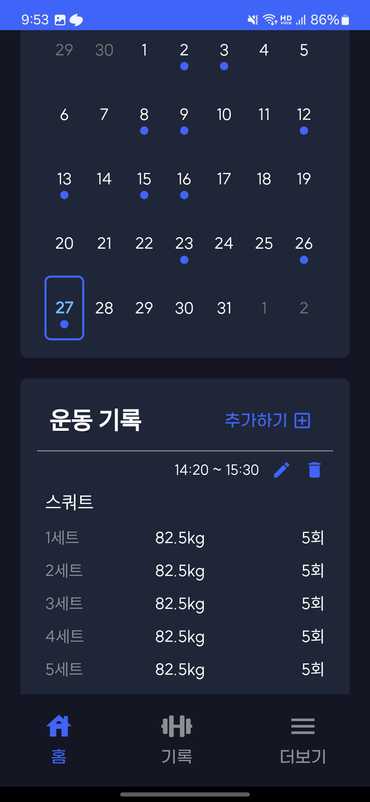 9:53 86%
29 30 1 2 3 4 5
6 7 8 9 10 11 12
13 14 15 16 17 18 19
20 21 22 23 24 25 26
27 28 29 30 31 1 2
운동 기록 추가하기
14:20 ~ 15:30
스쿼트
1세트 82.5kg 5회
2세트 82.5kg 5회
3세트 82.5kg 5회
4세트 82.5kg 5회
5세트 82.5kg 5회
홈 기록 더보기